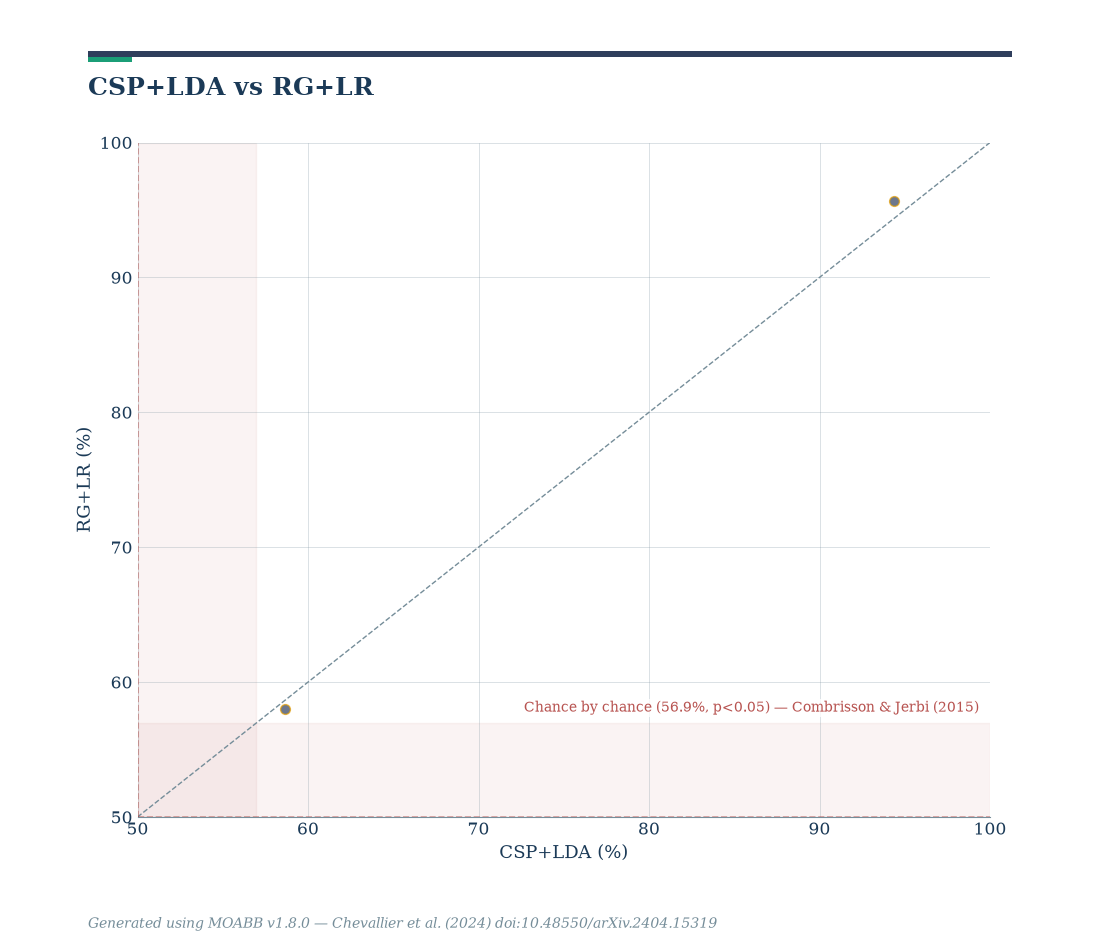 CSP+LDA vs RG+LR
100
90
80
70
60
50
RG+LR (%)
Chance by chance (56.9%, p<0.05) — Combrisson & Jerbi (2015)
50 60 70 80 90 100
CSP+LDA (%)
Generated using MOABB v1.8.0 — Chevallier et al. (2024) doi:10.48550/arXiv.2404.15319